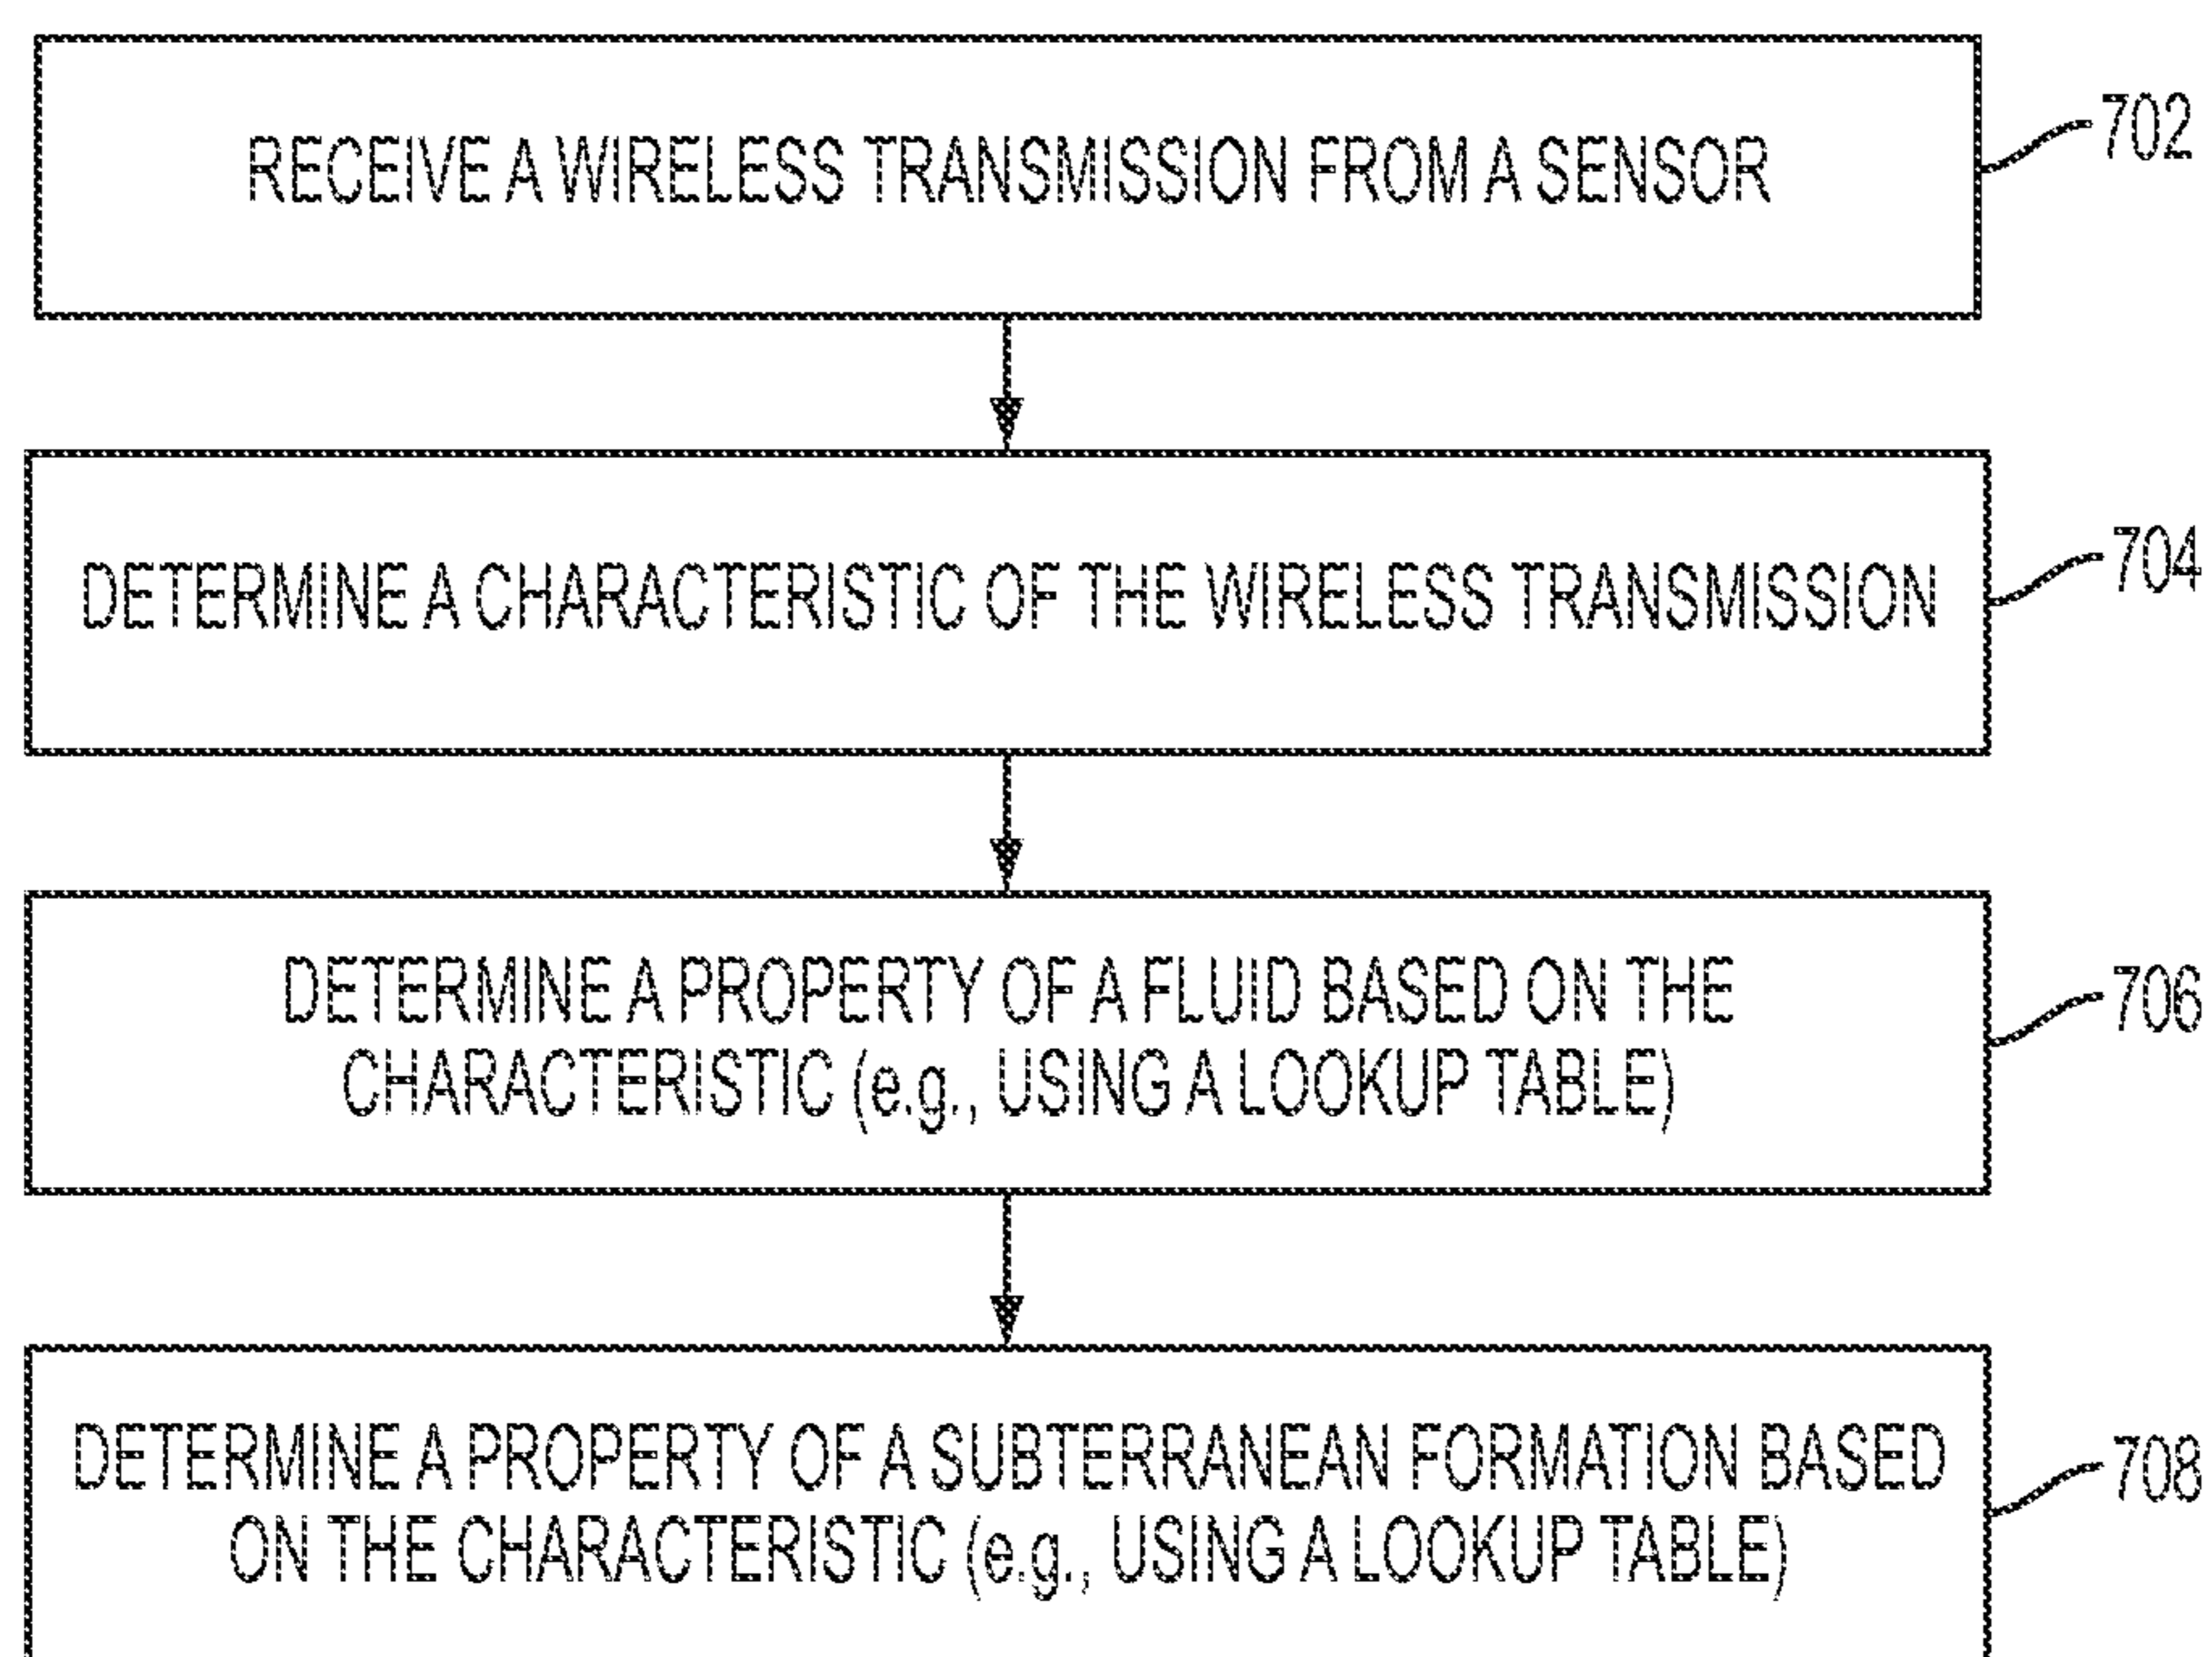 RECEIVE A WIRELESS TRANSMISSION FROM A SENSOR
702
DETERMINE A CHARACTERISTIC OF THE WIRELESS TRANSMISSION
704
DETERMINE A PROPERTY OF A FLUID BASED ON THE
CHARACTERISTIC (e.g., USING A LOOKUP TABLE)
706
DETERMINE A PROPERTY OF A SUBTERRANEAN FORMATION BASED
ON THE CHARACTERISTIC (e.g., USING A LOOKUP TABLE)
708